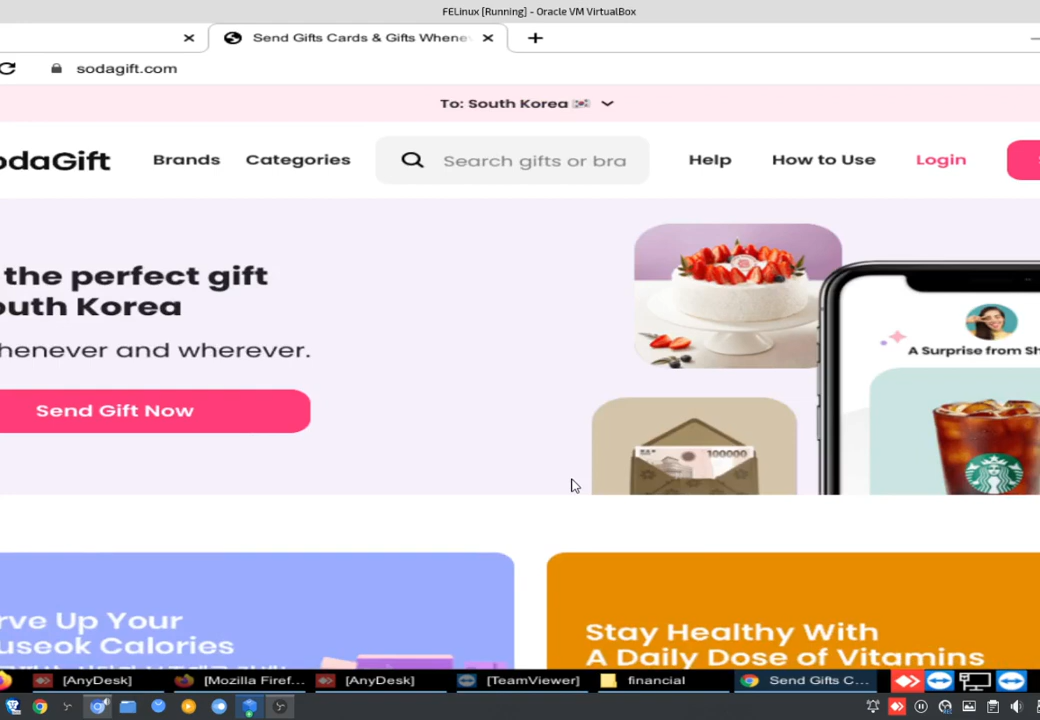 FELinux [Running] - Oracle VM VirtualBox
Send Gifts Cards & Gifts Whene
sodagift.com
To: South Korea
odaGift
Brands
Categories
Search gifts or bra
Help
How to Use
Login
the perfect gift
outh Korea
henever and wherever.
Send Gift Now
100000
A Surprise from Sh
rve Up Your
useok Calories
Stay Healthy With
A Daily Dose of Vitamins
[AnyDesk]
[Mozilla Firef...
[AnyDesk]
[TeamViewer]
financial
Send Gifts C...